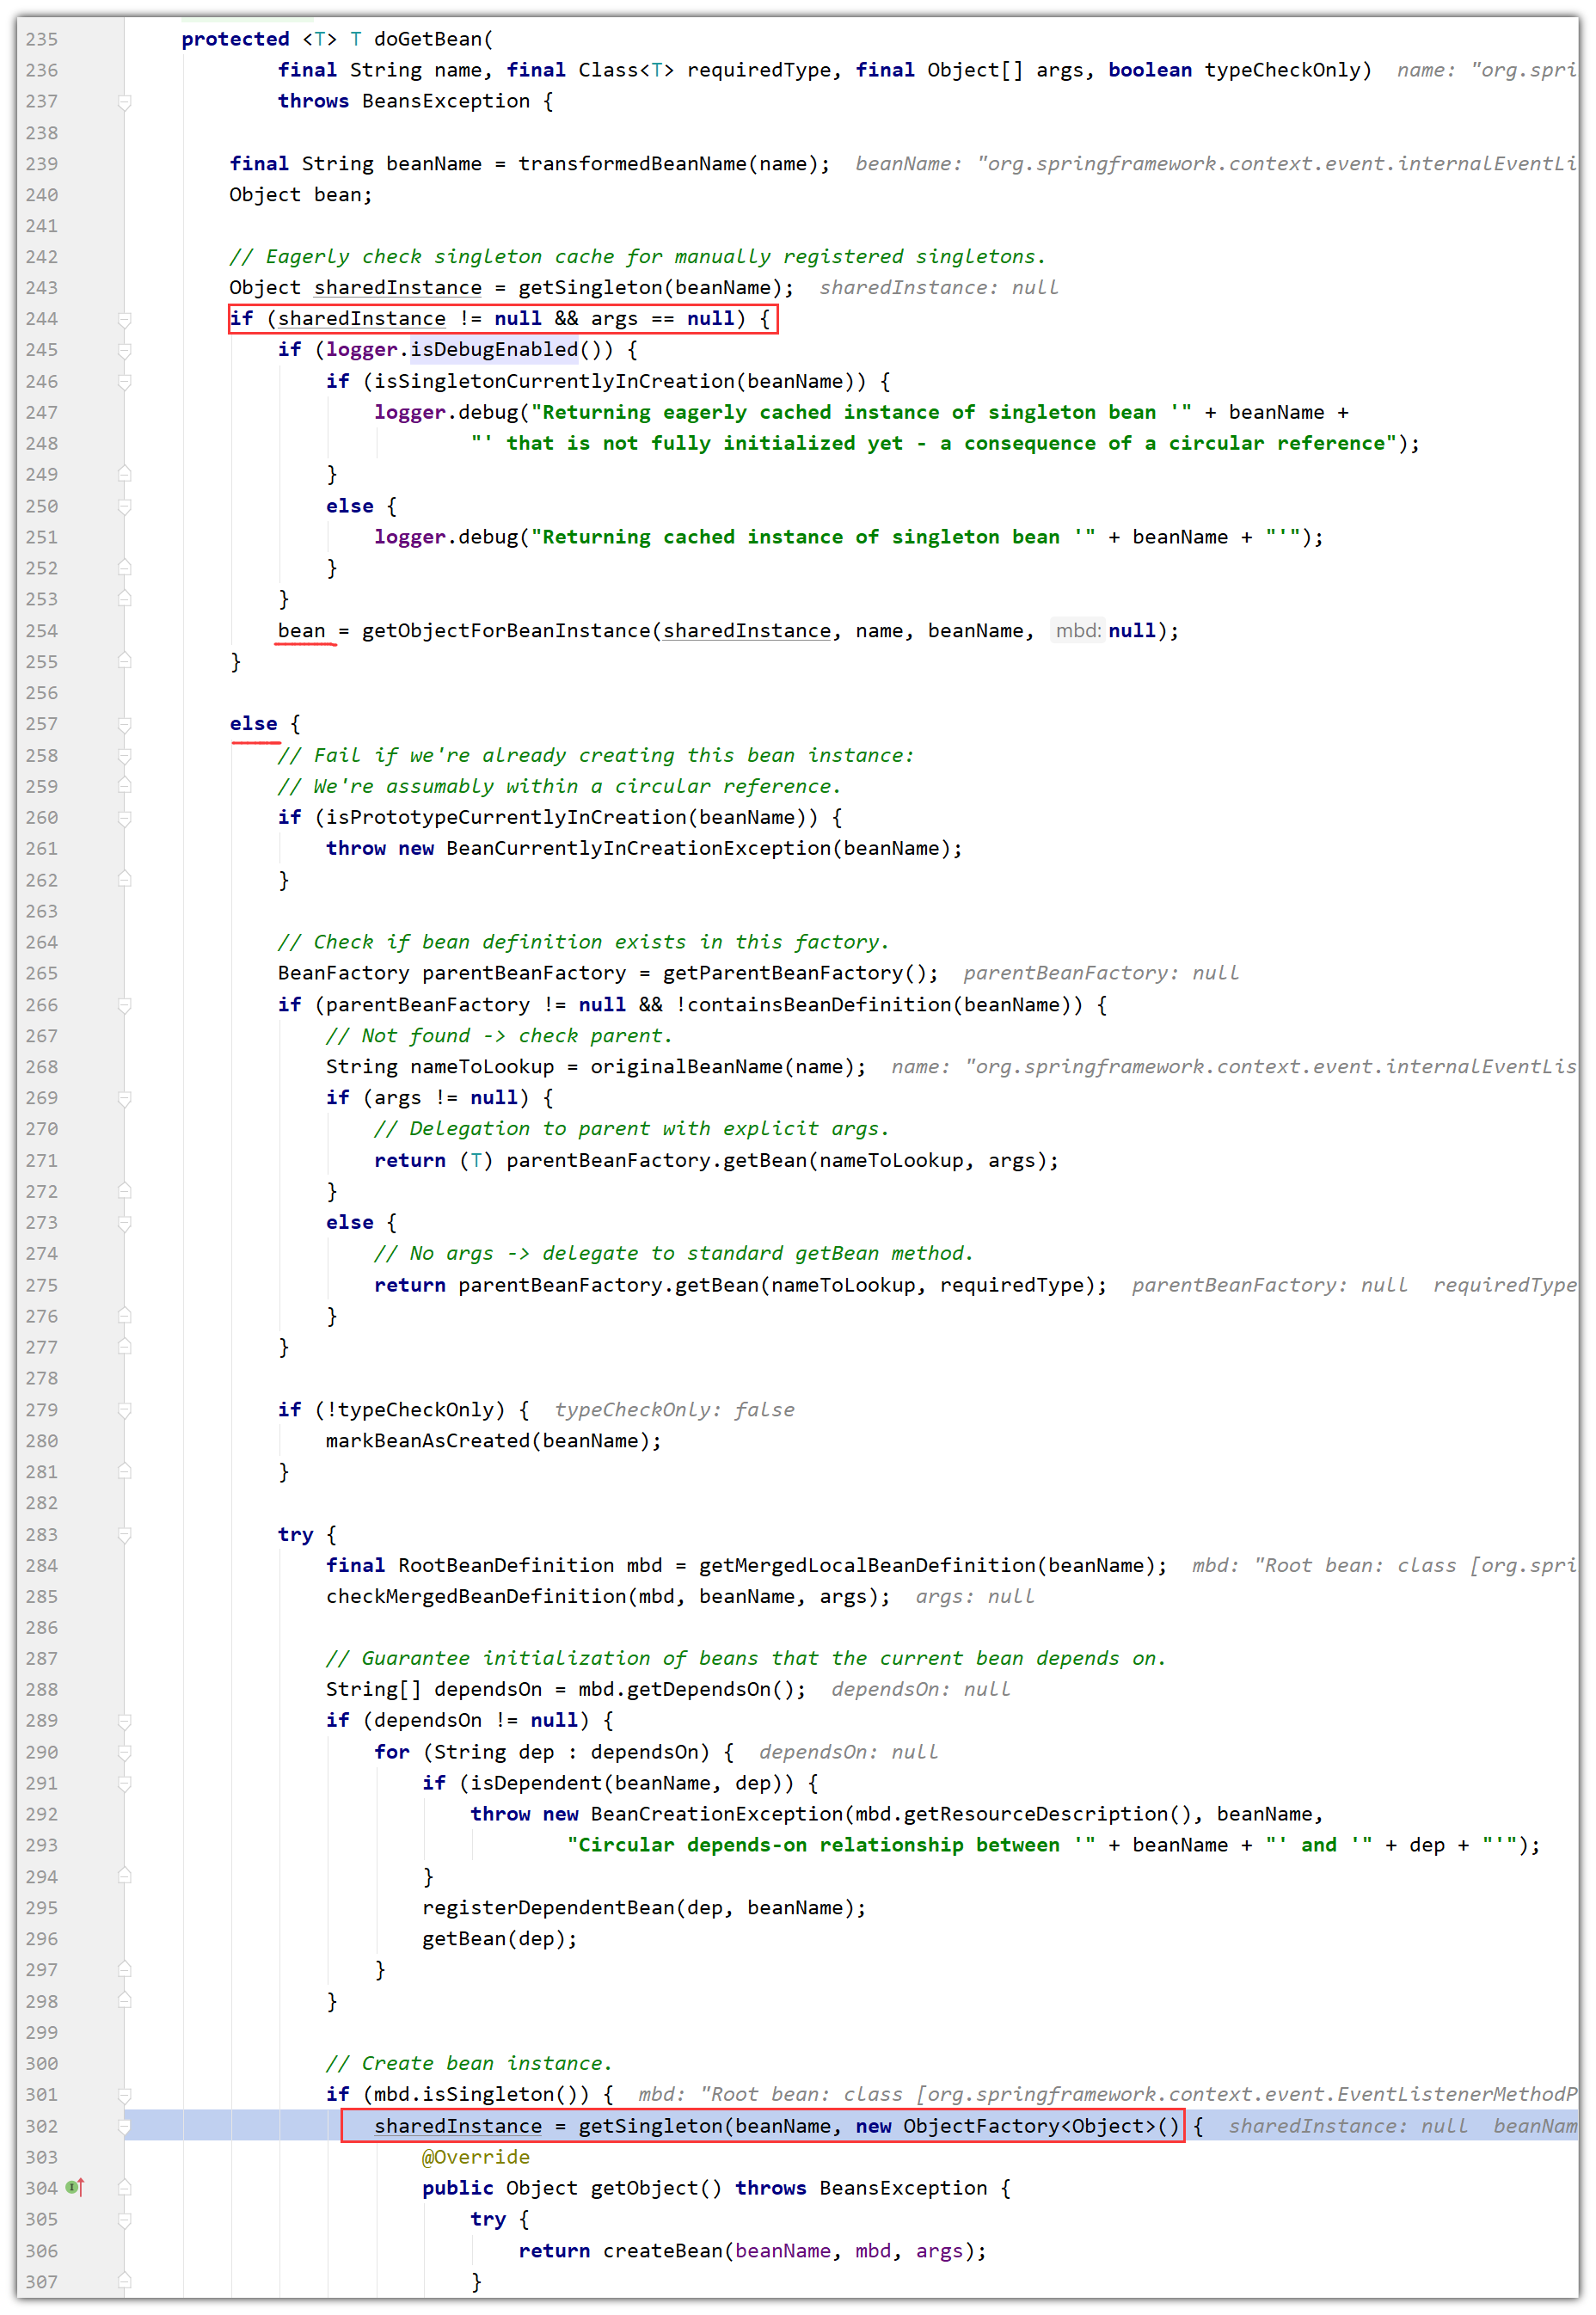 235 protected <T> T doGetBean(
236 final String name, final Class<T> requiredType, final Object[] args, boolean typeCheckOnly) name: "org.spri
237 throws BeansException {
238
239 final String beanName = transformedBeanName(name); beanName: "org.springframework.context.event.internalEventLi
240 Object bean;
241
242 // Eagerly check singleton cache for manually registered singletons.
243 Object sharedInstance = getSingleton(beanName); sharedInstance: null
244 if (sharedInstance != null && args == null) {
245 if (logger.isDebugEnabled()) {
246 if (isSingletonCurrentlyInCreation(beanName)) {
247 logger.debug("Returning eagerly cached instance of singleton bean '" + beanName +
248 "' that is not fully initialized yet - a consequence of a circular reference");
249 }
250 else {
251 logger.debug("Returning cached instance of singleton bean '" + beanName + "'");
252 }
253 }
254 bean = getObjectForBeanInstance(sharedInstance, name, beanName, mbd: null);
255 }
256
257 else {
258 // Fail if we're already creating this bean instance:
259 // We're assumably within a circular reference.
260 if (isPrototypeCurrentlyInCreation(beanName)) {
261 throw new BeanCurrentlyInCreationException(beanName);
262 }
263
264 // Check if bean definition exists in this factory.
265 BeanFactory parentBeanFactory = getParentBeanFactory(); parentBeanFactory: null
266 if (parentBeanFactory != null && !containsBeanDefinition(beanName)) {
267 // Not found -> check parent.
268 String nameToLookup = originalBeanName(name); name: "org.springframework.context.event.internalEventLis
269 if (args != null) {
270 // Delegation to parent with explicit args.
271 return (T) parentBeanFactory.getBean(nameToLookup, args);
272 }
273 else {
274 // No args -> delegate to standard getBean method.
275 return parentBeanFactory.getBean(nameToLookup, requiredType); parentBeanFactory: null requiredType
276 }
277 }
278
279 if (!typeCheckOnly) { typeCheckOnly: false
280 markBeanAsCreated(beanName);
281 }
282
283 try {
284 final RootBeanDefinition mbd = getMergedLocalBeanDefinition(beanName); mbd: "Root bean: class [org.spri
285 checkMergedBeanDefinition(mbd, beanName, args); args: null
286
287 // Guarantee initialization of beans that the current bean depends on.
288 String[] dependsOn = mbd.getDependsOn(); dependsOn: null
289 if (dependsOn != null) {
290 for (String dep : dependsOn) { dependsOn: null
291 if (isDependent(beanName, dep)) {
292 throw new BeanCreationException(mbd.getResourceDescription(), beanName,
293 "Circular depends-on relationship between '" + beanName + "' and '" + dep + "'");
294 }
295 registerDependentBean(dep, beanName);
296 getBean(dep);
297 }
298 }
299
300 // Create bean instance.
301 if (mbd.isSingleton()) { mbd: "Root bean: class [org.springframework.context.event.EventListenerMethodP
302 sharedInstance = getSingleton(beanName, new ObjectFactory<Object>() { sharedInstance: null beanNam
303 @Override
304 public Object getObject() throws BeansException {
305 try {
306 return createBean(beanName, mbd, args);
307 }